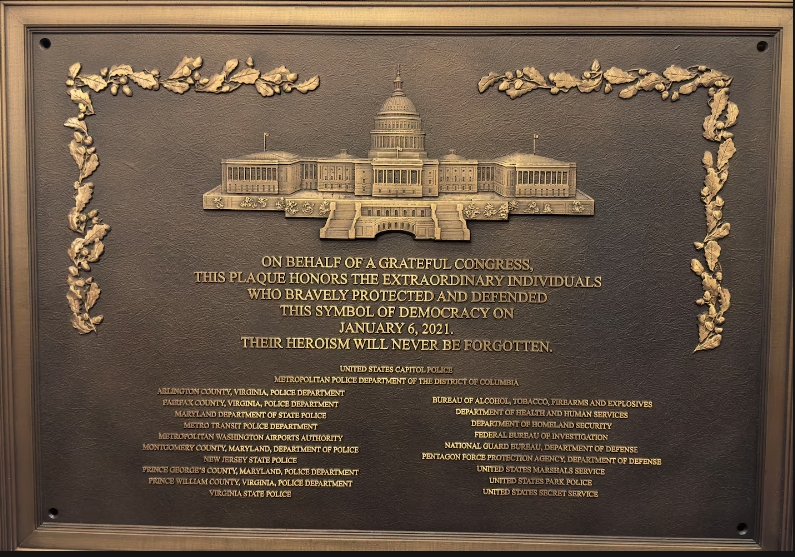 ON BEHALF OF A GRATEFUL CONGRESS,
THIS PLAQUE HONORS THE EXTRAORDINARY INDIVIDUALS
WHO BRAVELY PROTECTED AND DEFENDED
THIS SYMBOL OF DEMOCRACY ON
JANUARY 6, 2021.
THEIR HEROISM WILL NEVER BE FORGOTTEN.
UNITED STATES CAPITOL POLICE
METROPOLITAN POLICE DEPARTMENT OF THE DISTRICT OF COLUMBIA
ARLINGTON COUNTY, VIRGINIA, POLICE DEPARTMENT
FAIRFAX COUNTY, VIRGINIA, POLICE DEPARTMENT
MARYLAND DEPARTMENT OF STATE POLICE
METRO TRANSIT POLICE DEPARTMENT
METROPOLITAN WASHINGTON AIRPORTS AUTHORITY
MONTGOMERY COUNTY, MARYLAND, DEPARTMENT OF POLICE
NEW JERSEY STATE POLICE
PRINCE GEORGE'S COUNTY, MARYLAND, POLICE DEPARTMENT
PRINCE WILLIAM COUNTY, VIRGINIA, POLICE DEPARTMENT
VIRGINIA STATE POLICE
BUREAU OF ALCOHOL, TOBACCO, FIREARMS AND EXPLOSIVES
DEPARTMENT OF HEALTH AND HUMAN SERVICES
DEPARTMENT OF HOMELAND SECURITY
FEDERAL BUREAU OF INVESTIGATION
NATIONAL GUARD BUREAU, DEPARTMENT OF DEFENSE
PENTAGON FORCE PROTECTION AGENCY, DEPARTMENT OF DEFENSE
UNITED STATES MARSHALS SERVICE
UNITED STATES PARK POLICE
UNITED STATES SECRET SERVICE